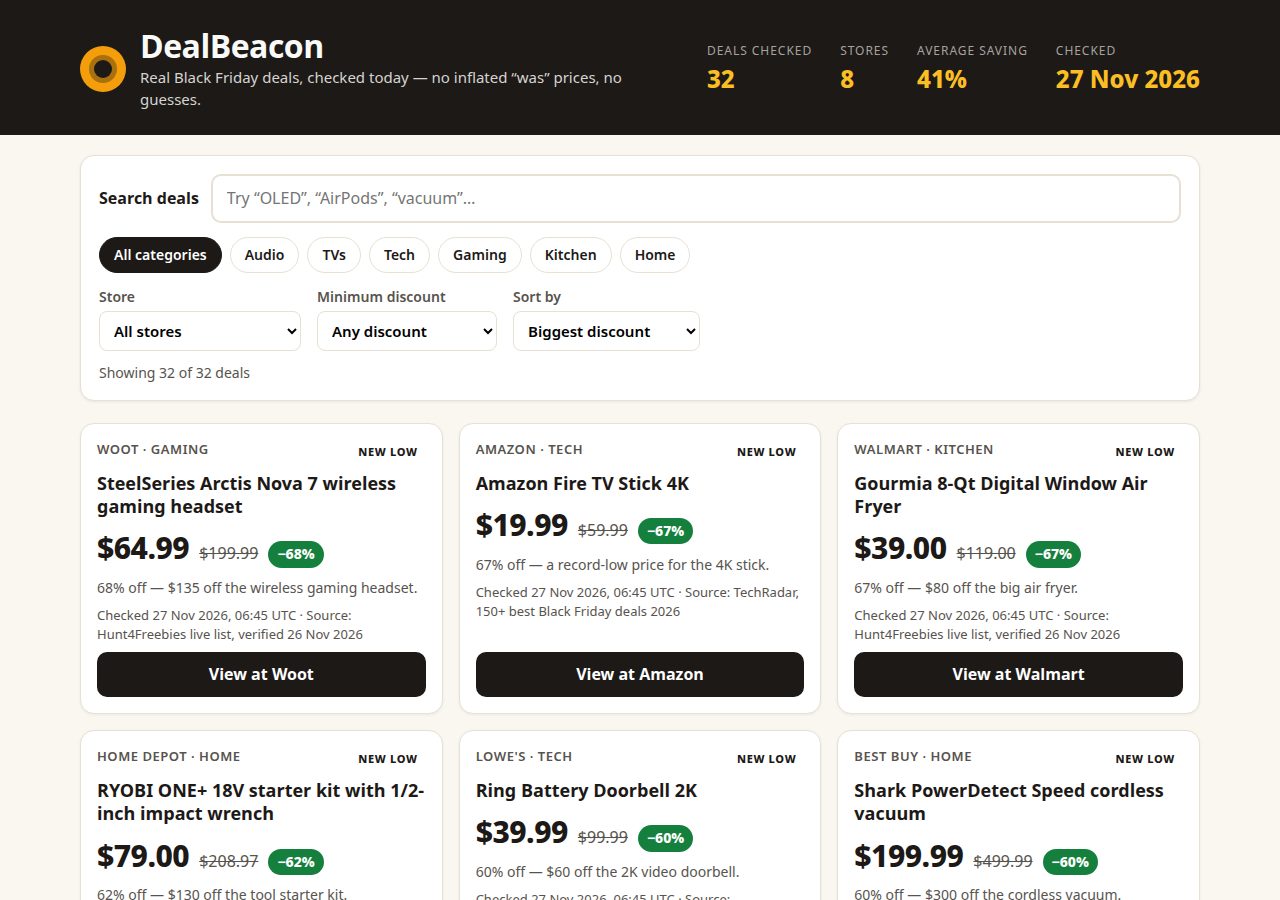 DealBeacon
Real Black Friday deals, checked today — no inflated “was” prices, no
guesses.
DEALS CHECKED
32
STORES
8
AVERAGE SAVING
41%
CHECKED
27 Nov 2026
Search deals
Try “OLED”, “AirPods”, “vacuum”…
All categories
Audio
TVs
Tech
Gaming
Kitchen
Home
Store
Minimum discount
Sort by
All stores
Any discount
Biggest discount
Showing 32 of 32 deals
WOOT · GAMING
NEW LOW
SteelSeries Arctis Nova 7 wireless
gaming headset
$64.99 $199.99 −68%
68% off — $135 off the wireless gaming headset.
Checked 27 Nov 2026, 06:45 UTC · Source:
Hunt4Freebies live list, verified 26 Nov 2026
View at Woot
AMAZON · TECH
NEW LOW
Amazon Fire TV Stick 4K
$19.99 $59.99 −67%
67% off — a record-low price for the 4K stick.
Checked 27 Nov 2026, 06:45 UTC · Source: TechRadar,
150+ best Black Friday deals 2026
View at Amazon
WALMART · KITCHEN
NEW LOW
Gourmia 8-Qt Digital Window Air
Fryer
$39.00 $119.00 −67%
67% off — $80 off the big air fryer.
Checked 27 Nov 2026, 06:45 UTC · Source:
Hunt4Freebies live list, verified 26 Nov 2026
View at Walmart
HOME DEPOT · HOME
NEW LOW
RYOBI ONE+ 18V starter kit with 1/2-
inch impact wrench
$79.00 $208.97 −62%
62% off — $130 off the tool starter kit.
LOWE'S · TECH
NEW LOW
Ring Battery Doorbell 2K
$39.99 $99.99 −60%
60% off — $60 off the 2K video doorbell.
Checked 27 Nov 2026, 06:45 UTC · Source:
BEST BUY · HOME
NEW LOW
Shark PowerDetect Speed cordless
vacuum
$199.99 $499.99 −60%
60% off — $300 off the cordless vacuum.